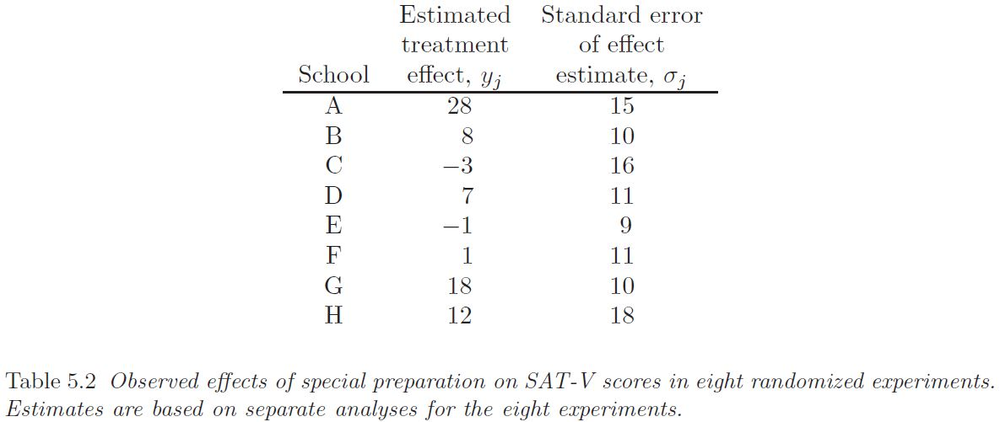 Estimated Standard error
treatment of effect
School effect, yj estimate, σj
A 28 15
B 8 10
C −3 16
D 7 11
E −1 9
F 1 11
G 18 10
H 12 18
Table 5.2 Observed effects of special preparation on SAT-V scores in eight randomized experiments.
Estimates are based on separate analyses for the eight experiments.